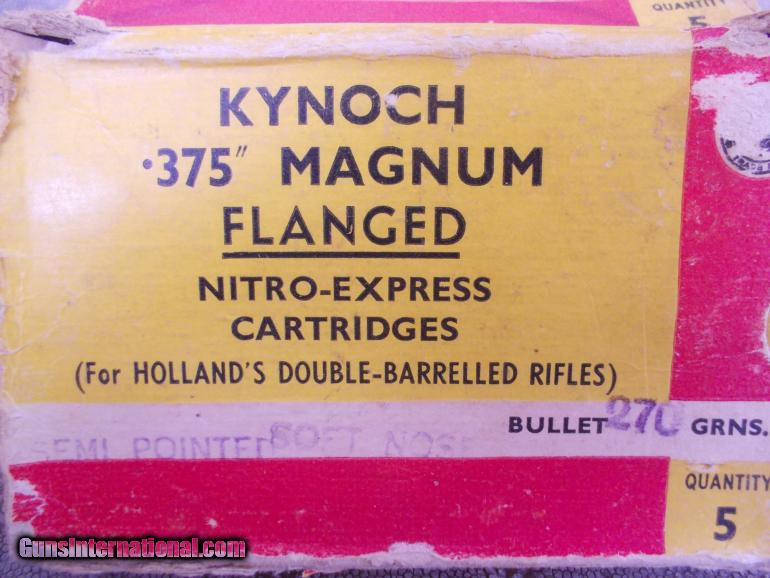 QUANTITY
5
KYNOCH
·375" MAGNUM
FLANGED
NITRO-EXPRESS
CARTRIDGES
(For HOLLAND'S DOUBLE-BARRELLED RIFLES)
BULLET 270 GRNS.
SEMI POINTED SOFT NOSE
QUANTITY
5
GunsInternational.com